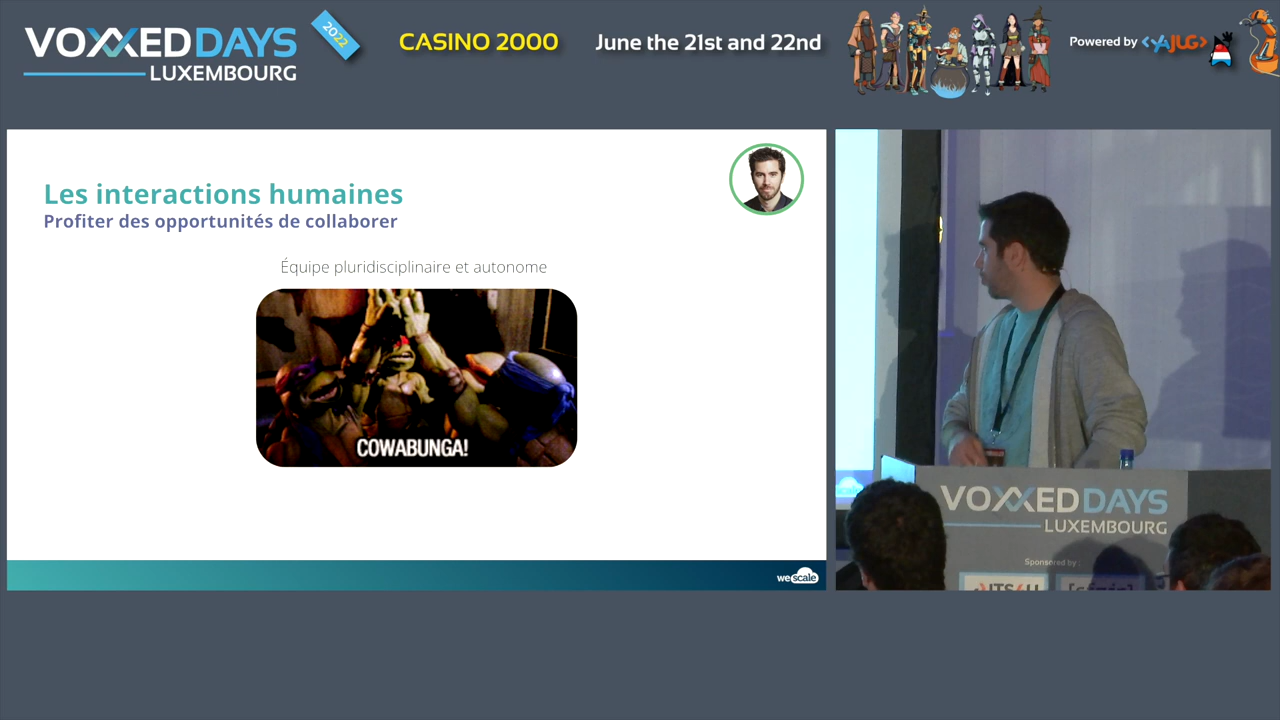 VOXXED DAYS
LUXEMBOURG
2022
CASINO 2000
June the 21st and 22nd
Powered by <YAJUG>
Les interactions humaines
Profiter des opportunités de collaborer
Équipe pluridisciplinaire et autonome
COWABUNGA!
wescale
VOXXED DAYS
LUXEMBOURG
Sponsored by :